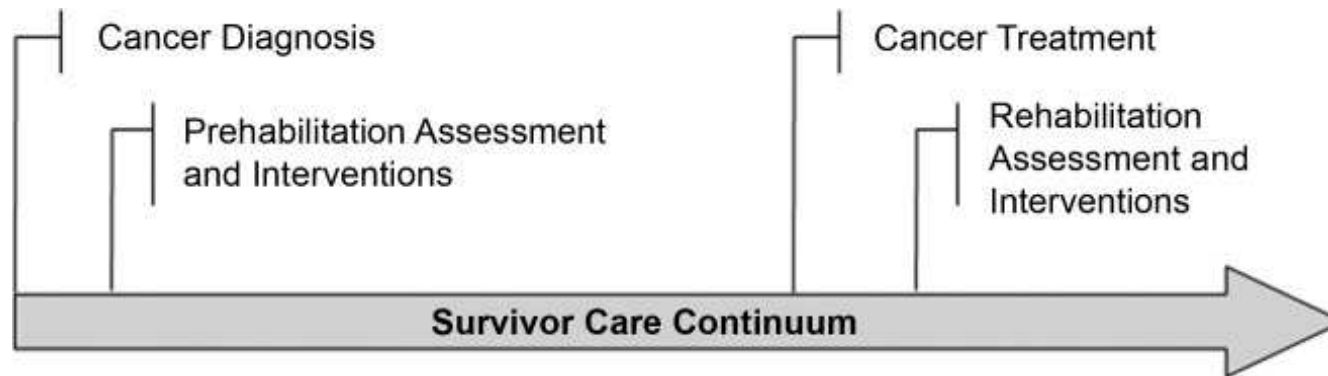 Cancer Diagnosis
Prehabilitation Assessment
and Interventions
Cancer Treatment
Rehabilitation
Assessment and
Interventions
Survivor Care Continuum